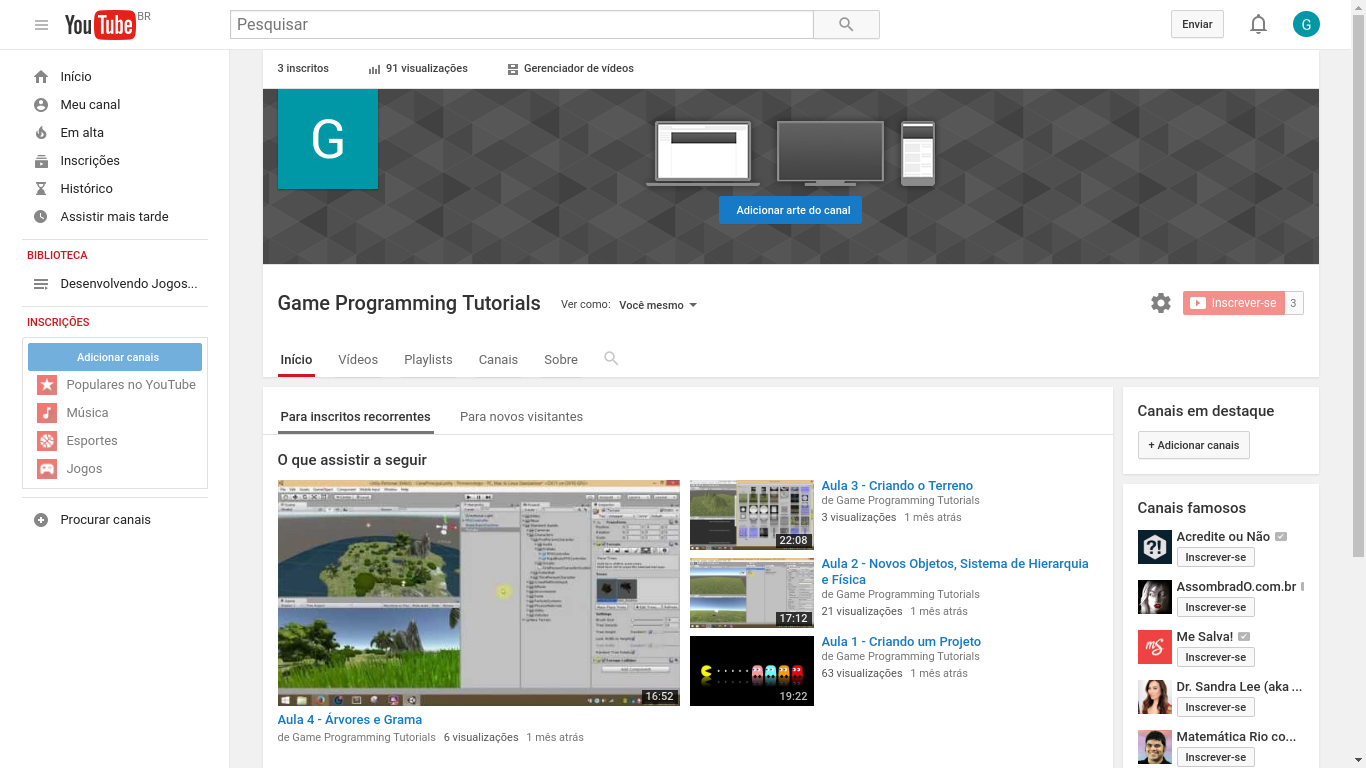 YouTube BR
Pesquisar
Enviar
G
Início
Meu canal
Em alta
Inscrições
Histórico
Assistir mais tarde
BIBLIOTECA
Desenvolvendo Jogos...
INSCRIÇÕES
Adicionar canais
Populares no YouTube
Música
Esportes
Jogos
Procurar canais
3 inscritos
91 visualizações
Gerenciador de vídeos
G
Adicionar arte do canal
Game Programming Tutorials
Ver como: Você mesmo
Inscrever-se 3
Início Vídeos Playlists Canais Sobre
Para inscritos recorrentes
Para novos visitantes
O que assistir a seguir
16:52
Aula 4 - Árvores e Grama
de Game Programming Tutorials 6 visualizações 1 mês atrás
22:08
Aula 3 - Criando o Terreno
de Game Programming Tutorials
3 visualizações 1 mês atrás
17:12
Aula 2 - Novos Objetos, Sistema de Hierarquia
e Física
de Game Programming Tutorials
21 visualizações 1 mês atrás
19:22
Aula 1 - Criando um Projeto
de Game Programming Tutorials
63 visualizações 1 mês atrás
Canais em destaque
+ Adicionar canais
Canais famosos
?!
Acredite ou Não
Inscrever-se
AssombradO.com.br
Inscrever-se
mS
Me Salva!
Inscrever-se
Dr. Sandra Lee (aka ...
Inscrever-se
Matemática Rio co...
Inscrever-se